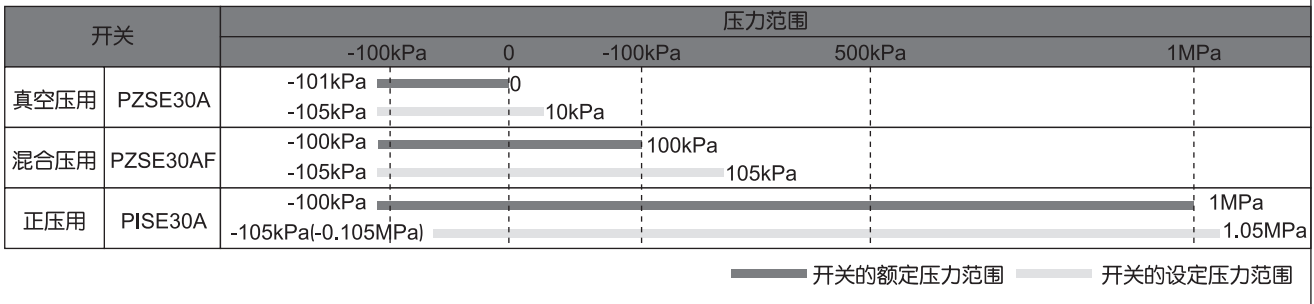 开关 压力范围
-100kPa 0 -100kPa 500kPa 1MPa
真空压用 PZSE30A -101kPa 0
-105kPa 10kPa
混合压用 PZSE30AF -100kPa 100kPa
-105kPa 105kPa
正压用 PISE30A -100kPa 1MPa
-105kPa(-0.105MPa) 1.05MPa
开关的额定压力范围 开关的设定压力范围